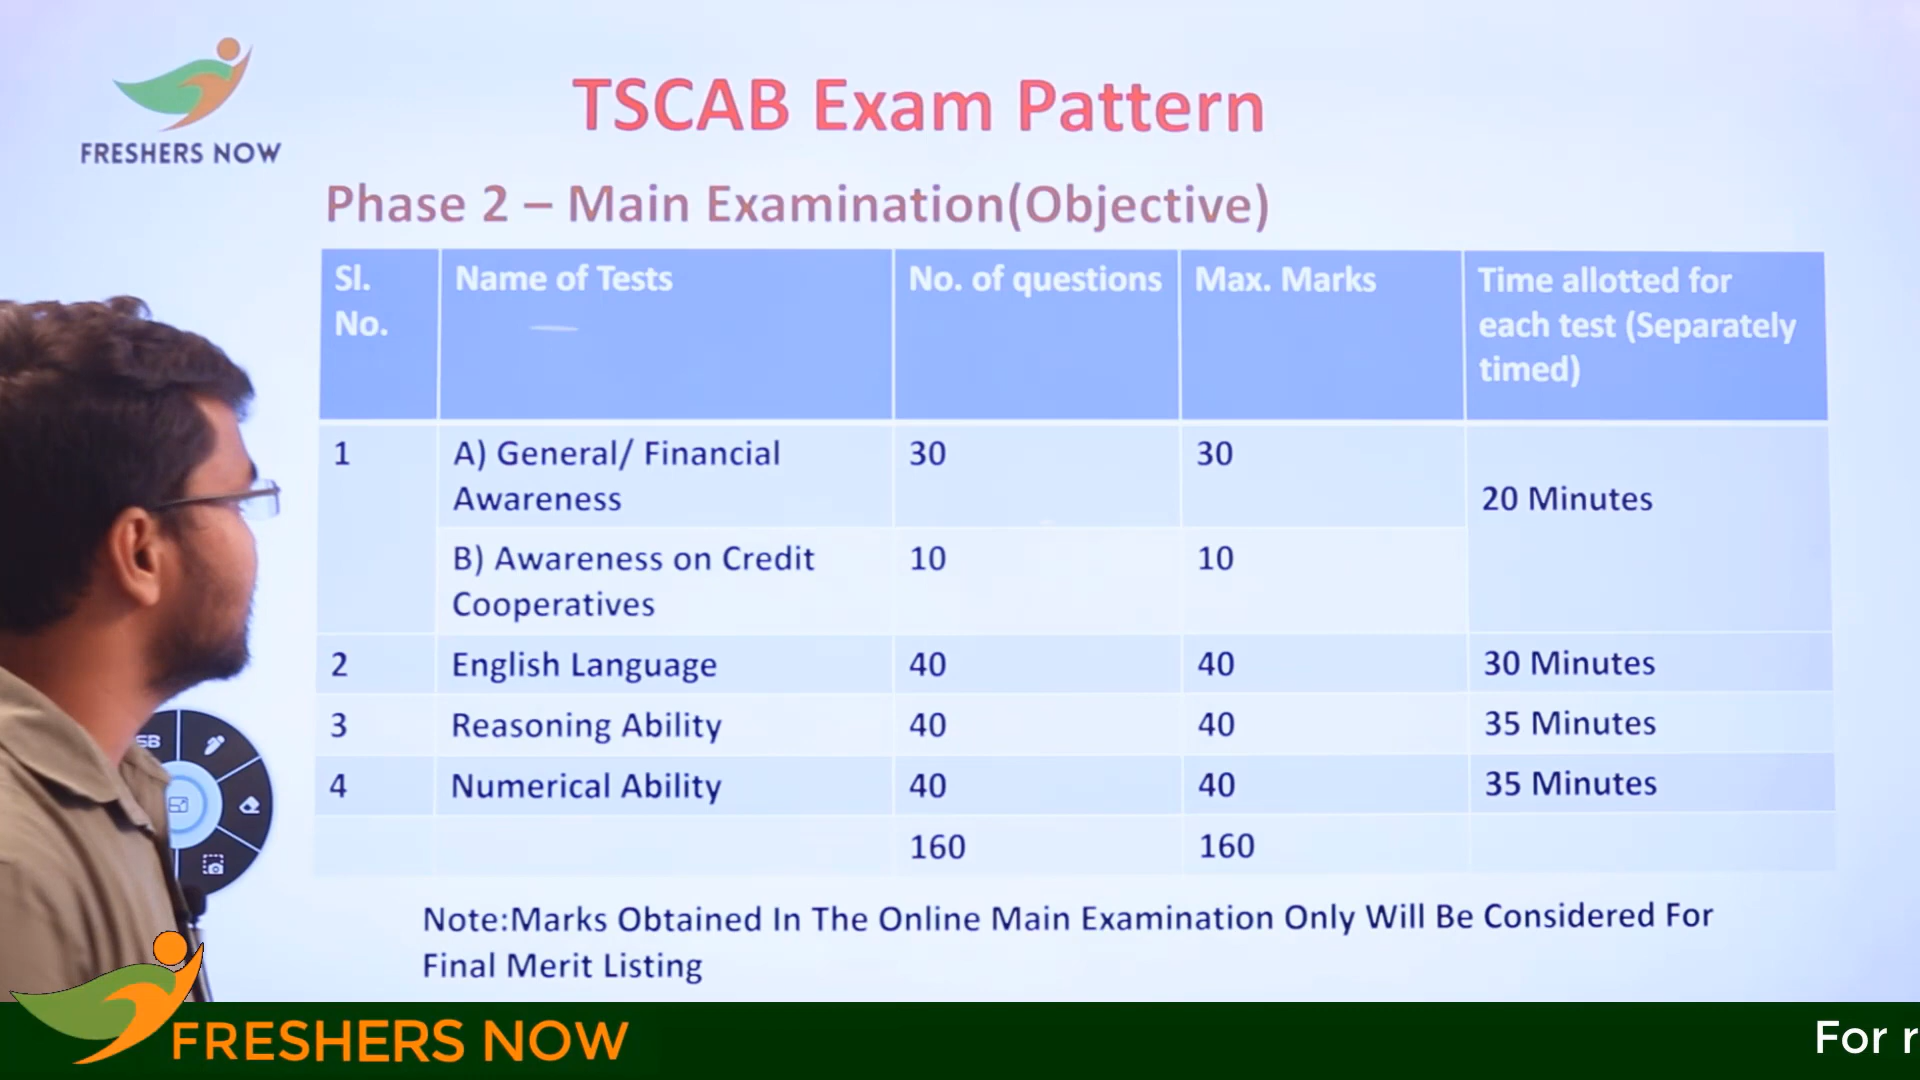 FRESHERS NOW
TSCAB Exam Pattern
Phase 2 – Main Examination(Objective)
Sl. No. Name of Tests No. of questions Max. Marks Time allotted for each test (Separately timed)
1 A) General/ Financial Awareness 30 30 20 Minutes
B) Awareness on Credit Cooperatives 10 10
2 English Language 40 40 30 Minutes
3 Reasoning Ability 40 40 35 Minutes
4 Numerical Ability 40 40 35 Minutes
160 160
Note:Marks Obtained In The Online Main Examination Only Will Be Considered For
Final Merit Listing
FRESHERS NOW
For r